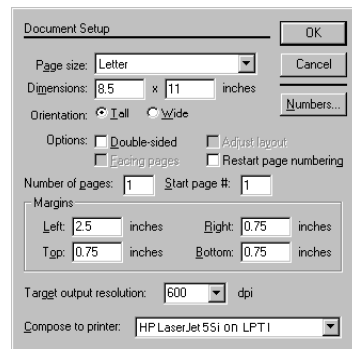 Document Setup
OK
Page size: Letter
Cancel
Dimensions: 8.5 x 11 inches
Orientation: Tall Wide
Numbers...
Options: Double-sided Adjust layout
Facing pages Restart page numbering
Number of pages: 1 Start page #: 1
Margins
Left: 2.5 inches Right: 0.75 inches
Top: 0.75 inches Bottom: 0.75 inches
Target output resolution: 600 dpi
Compose to printer: HP LaserJet 5Si on LPT1